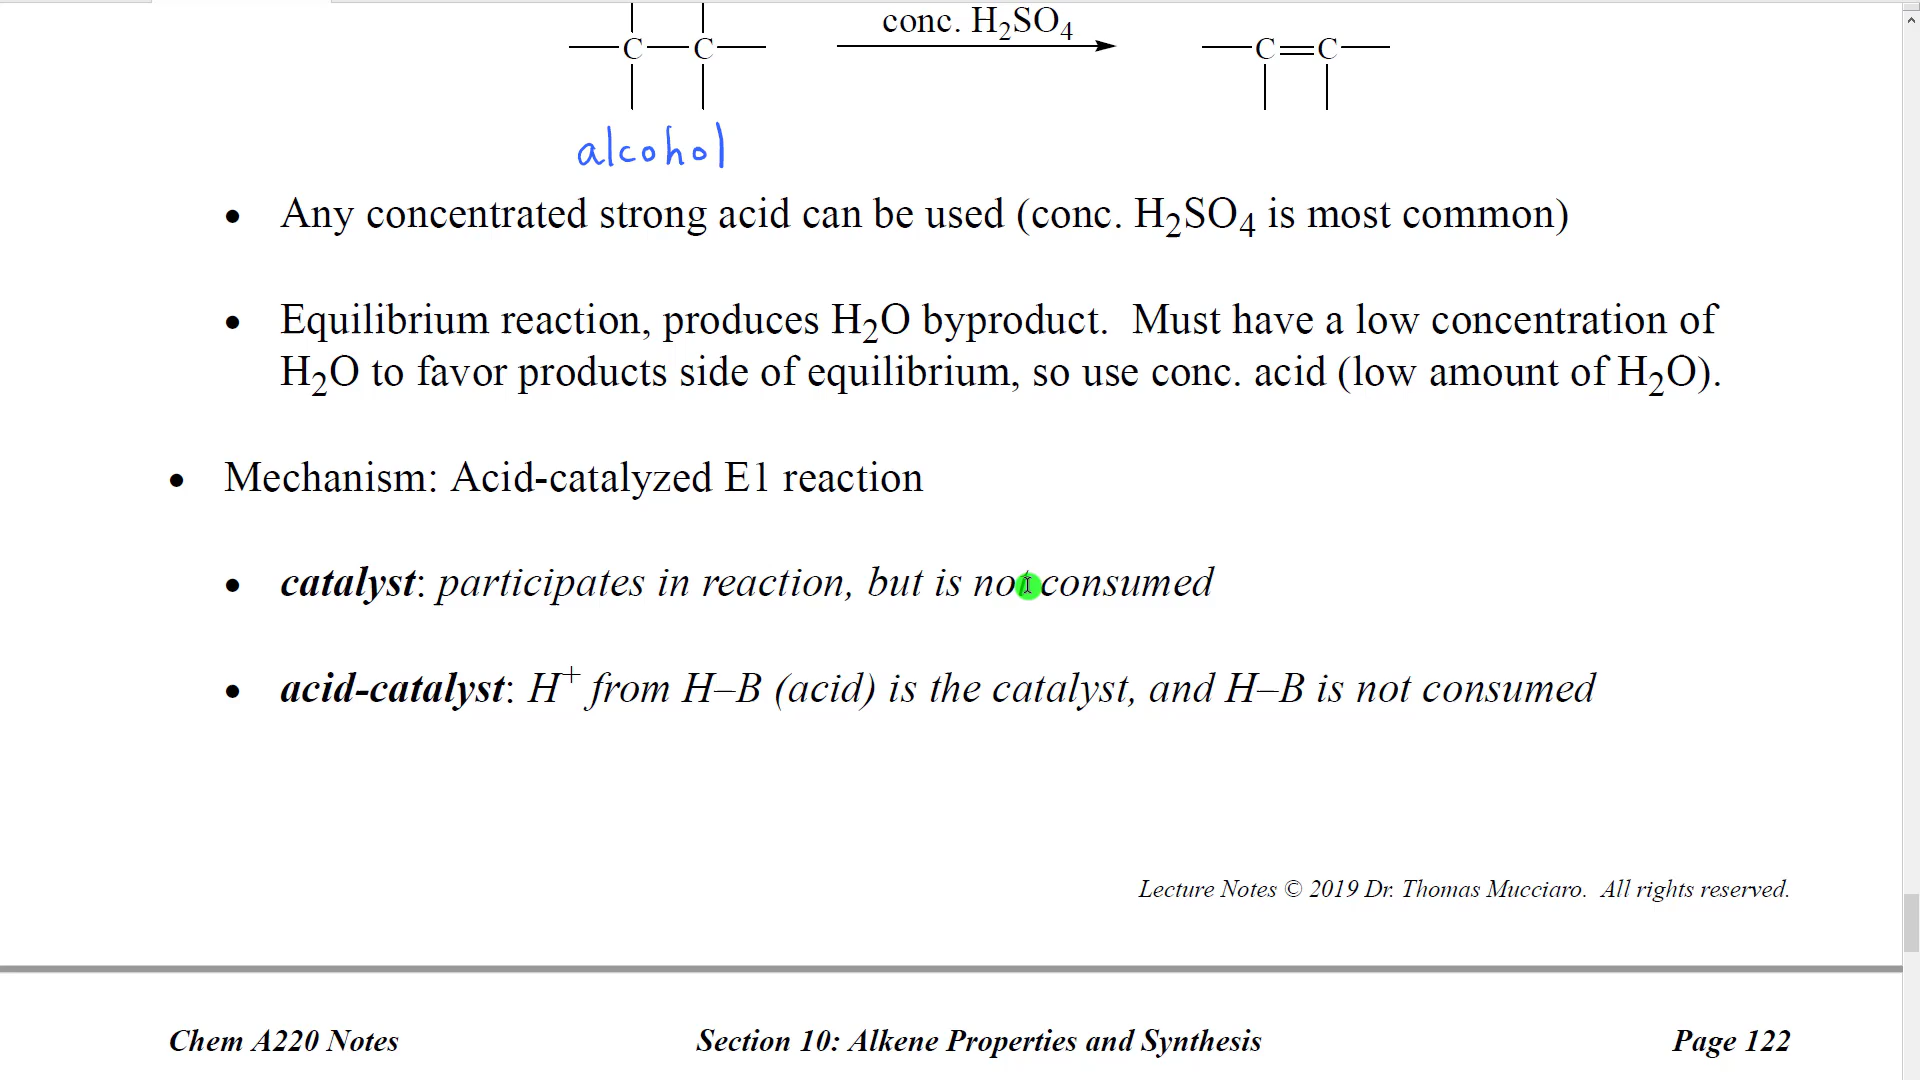 conc. H₂SO₄
C C C C
alcohol
• Any concentrated strong acid can be used (conc. H₂SO₄ is most common)
• Equilibrium reaction, produces H₂O byproduct. Must have a low concentration of
H₂O to favor products side of equilibrium, so use conc. acid (low amount of H₂O).
• Mechanism: Acid-catalyzed E1 reaction
• catalyst: participates in reaction, but is not consumed
• acid-catalyst: H⁺ from H–B (acid) is the catalyst, and H–B is not consumed
Lecture Notes © 2019 Dr. Thomas Mucciaro. All rights reserved.
Chem A220 Notes Section 10: Alkene Properties and Synthesis Page 122